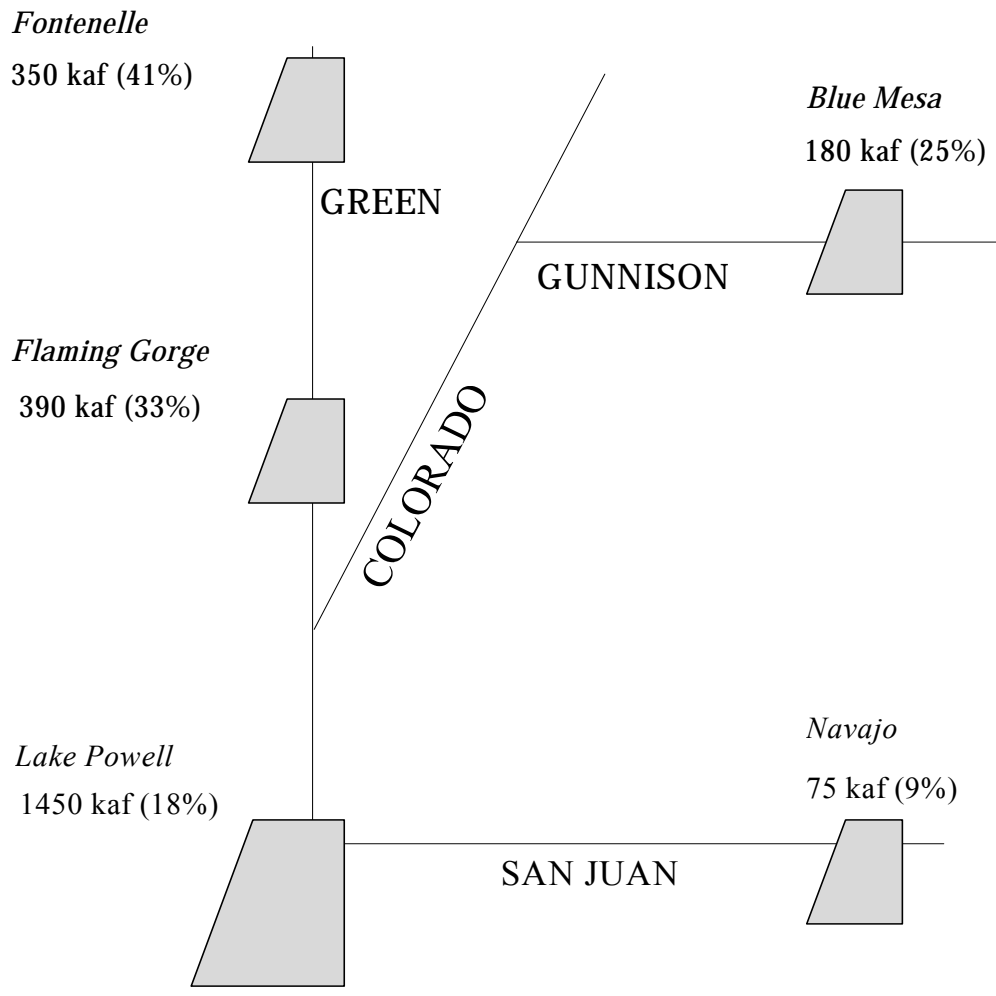 Fontenelle
350 kaf (41%)
Blue Mesa
180 kaf (25%)
GREEN
GUNNISON
Flaming Gorge
390 kaf (33%)
COLORADO
Lake Powell
1450 kaf (18%)
Navajo
75 kaf (9%)
SAN JUAN